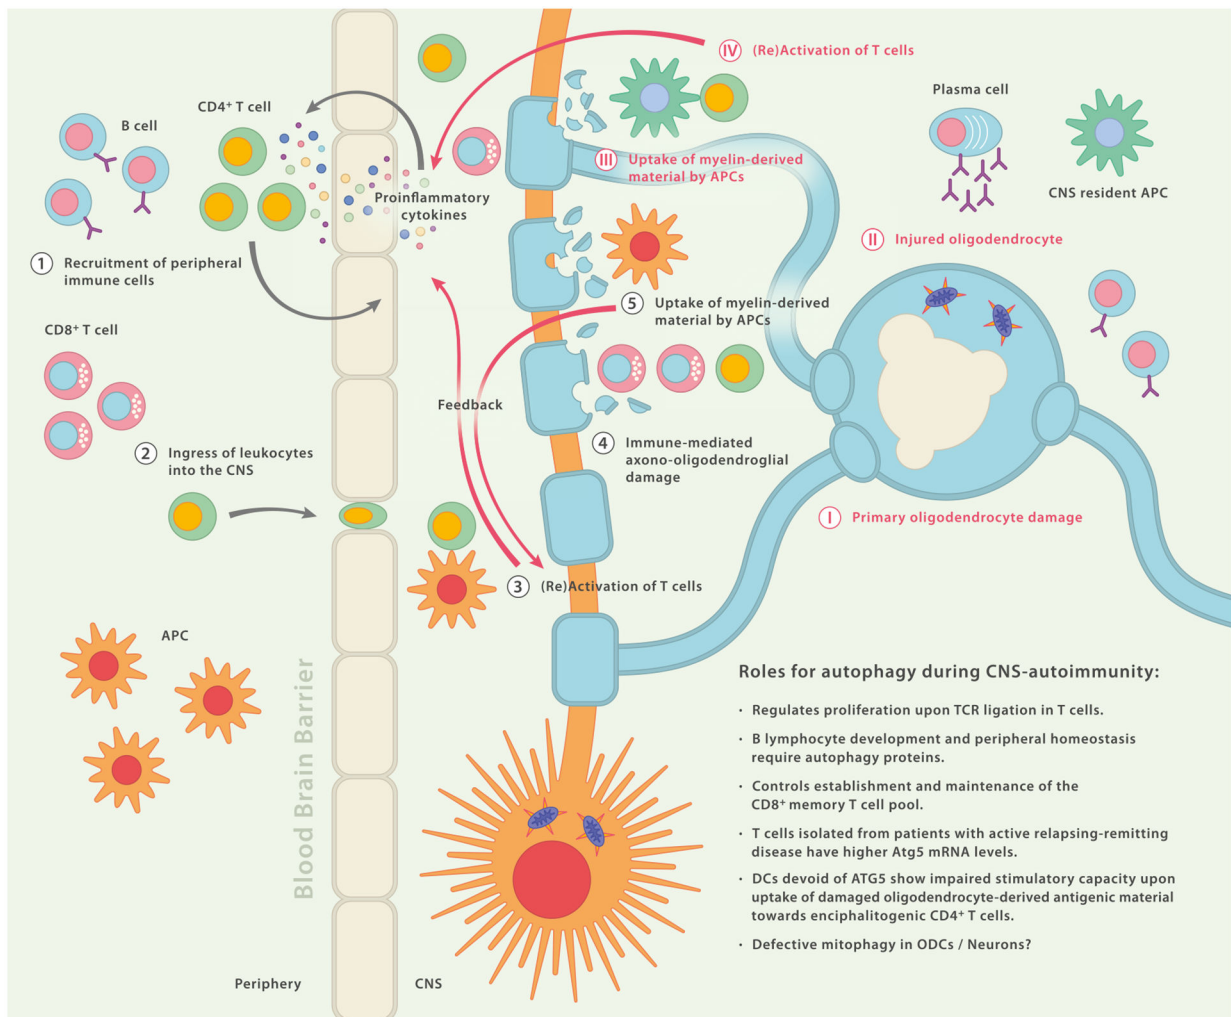 IV (Re)Activation of T cells
Plasma cell
CD4⁺ T cell
B cell
III Uptake of myelin-derived
material by APCs
CNS resident APC
Proinflammatory
cytokines
II Injured oligodendrocyte
1 Recruitment of peripheral
immune cells
5 Uptake of myelin-derived
material by APCs
CD8⁺ T cell
Feedback
4 Immune-mediated
axono-oligodendroglial
damage
2 Ingress of leukocytes
into the CNS
I Primary oligodendrocyte damage
3 (Re)Activation of T cells
APC
Blood Brain Barrier
Roles for autophagy during CNS-autoimmunity:
· Regulates proliferation upon TCR ligation in T cells.
· B lymphocyte development and peripheral homeostasis
require autophagy proteins.
· Controls establishment and maintenance of the
CD8⁺ memory T cell pool.
· T cells isolated from patients with active relapsing-remitting
disease have higher Atg5 mRNA levels.
· DCs devoid of ATG5 show impaired stimulatory capacity upon
uptake of damaged oligodendrocyte-derived antigenic material
towards enciphalitogenic CD4⁺ T cells.
· Defective mitophagy in ODCs / Neurons?
Periphery
CNS